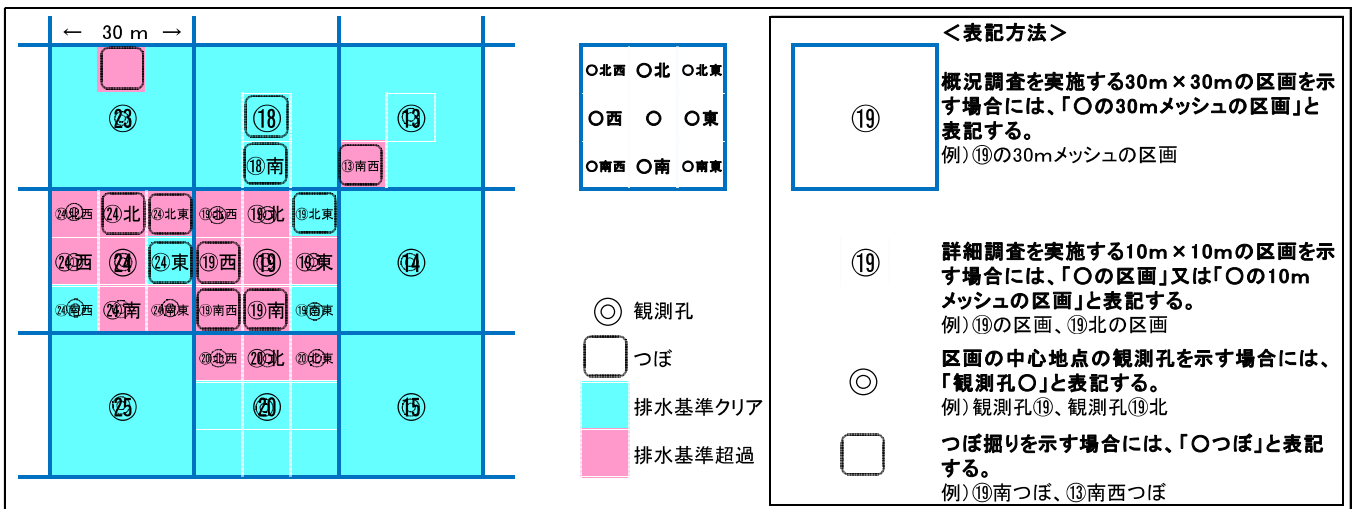 ← 30 m →
㉓
⑱
⑬
⑱南
⑬南西
㉔北西
㉔北
㉔北東
⑲北西
⑲北
⑲北東
㉔西
㉔
㉔東
⑲西
⑲
⑲東
⑭
㉔南西
㉔南
㉔南東
⑲南西
⑲南
⑲南東
⑳北西
⑳北
⑳北東
㉕
⑳
⑮
○北西 ○北 ○北東
○西 ○ ○東
○南西 ○南 ○南東
◎ 観測孔
つぼ
排水基準クリア
排水基準超過
＜表記方法＞
⑲
概況調査を実施する30m×30mの区画を示
す場合には、「○の30mメッシュの区画」と
表記する。
例）⑲の30mメッシュの区画
⑲
詳細調査を実施する10m×10mの区画を示
す場合には、「○の区画」又は「○の10m
メッシュの区画」と表記する。
例）⑲の区画、⑲北の区画
◎
区画の中心地点の観測孔を示す場合には、
「観測孔○」と表記する。
例）観測孔⑲、観測孔⑲北
つぼ掘りを示す場合には、「○つぼ」と表記
する。
例）⑲南つぼ、⑬南西つぼ